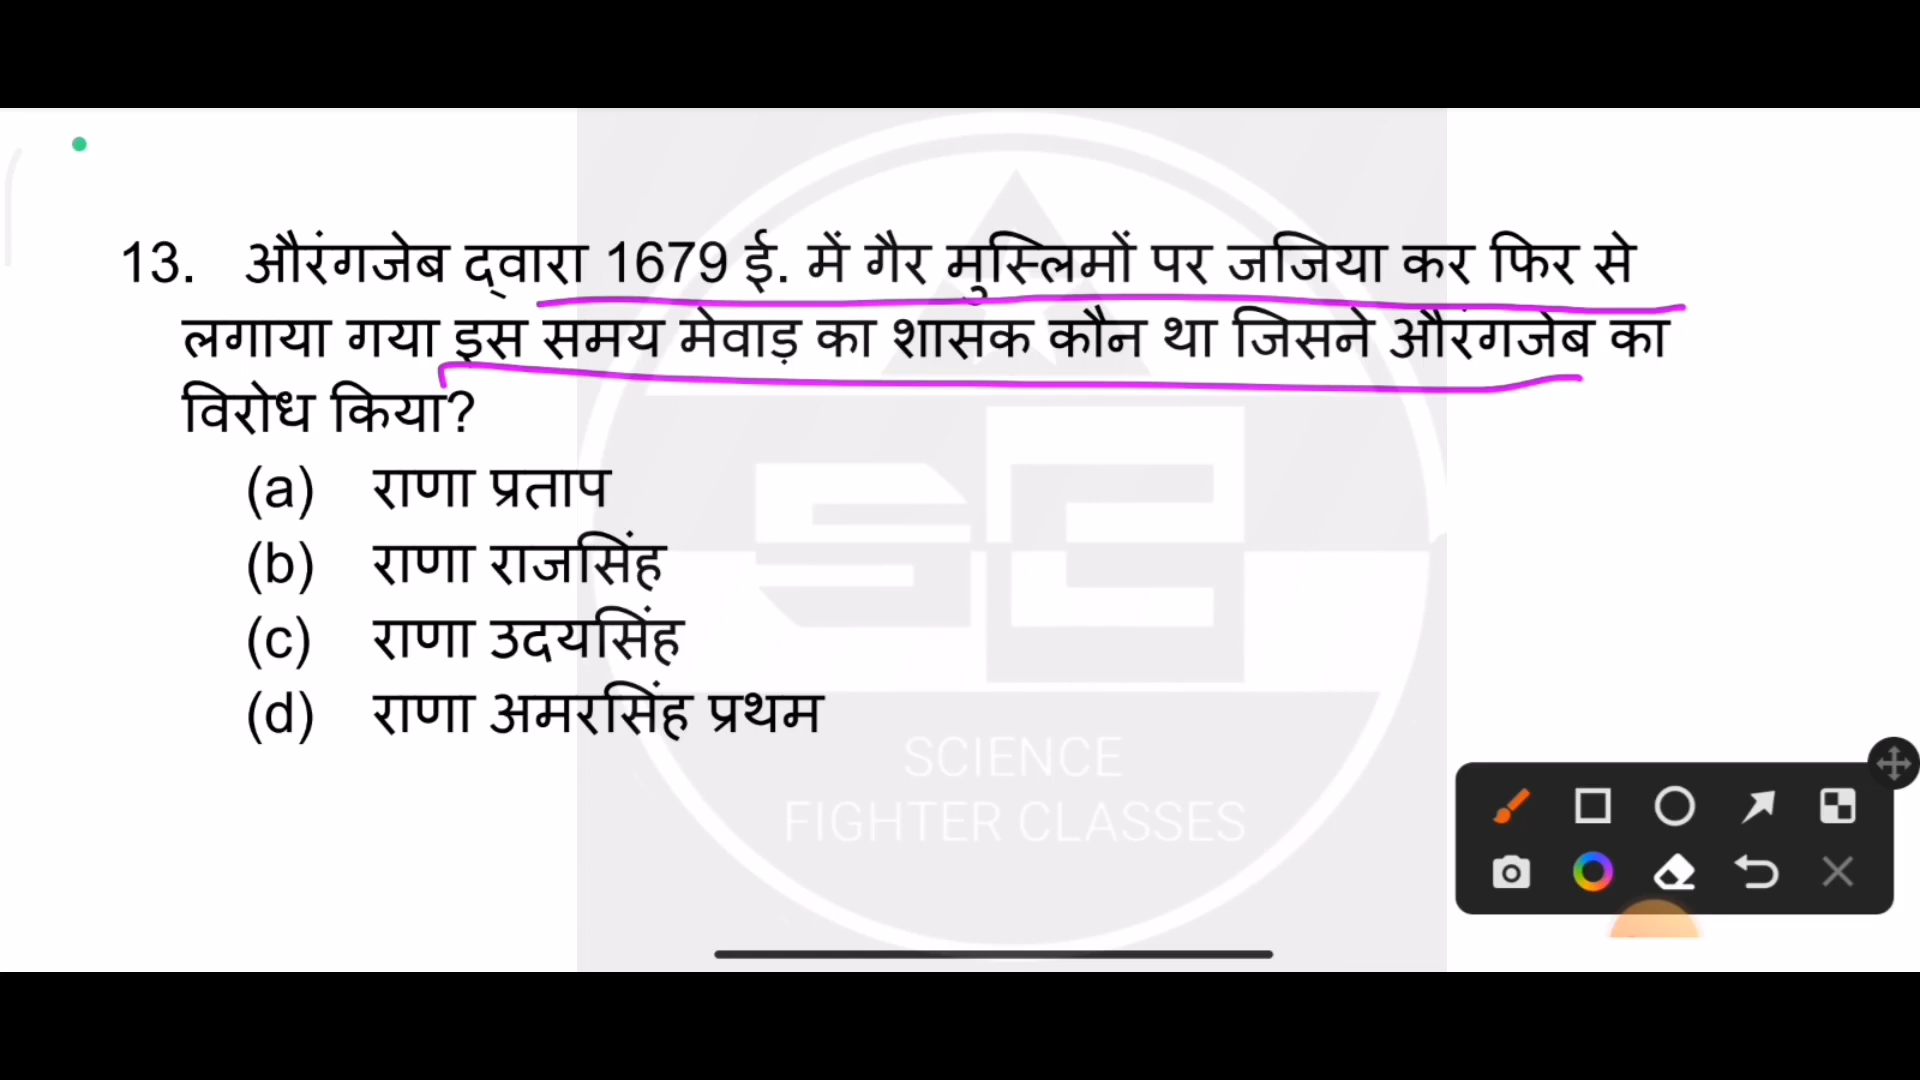 13. औरंगजेब द्वारा 1679 ई. में गैर मुस्लिमों पर जजिया कर फिर से
लगाया गया इस समय मेवाड़ का शासक कौन था जिसने औरंगजेब का
विरोध किया?
(a) राणा प्रताप
(b) राणा राजसिंह
(c) राणा उदयसिंह
(d) राणा अमरसिंह प्रथम
SCIENCE
FIGHTER CLASSES